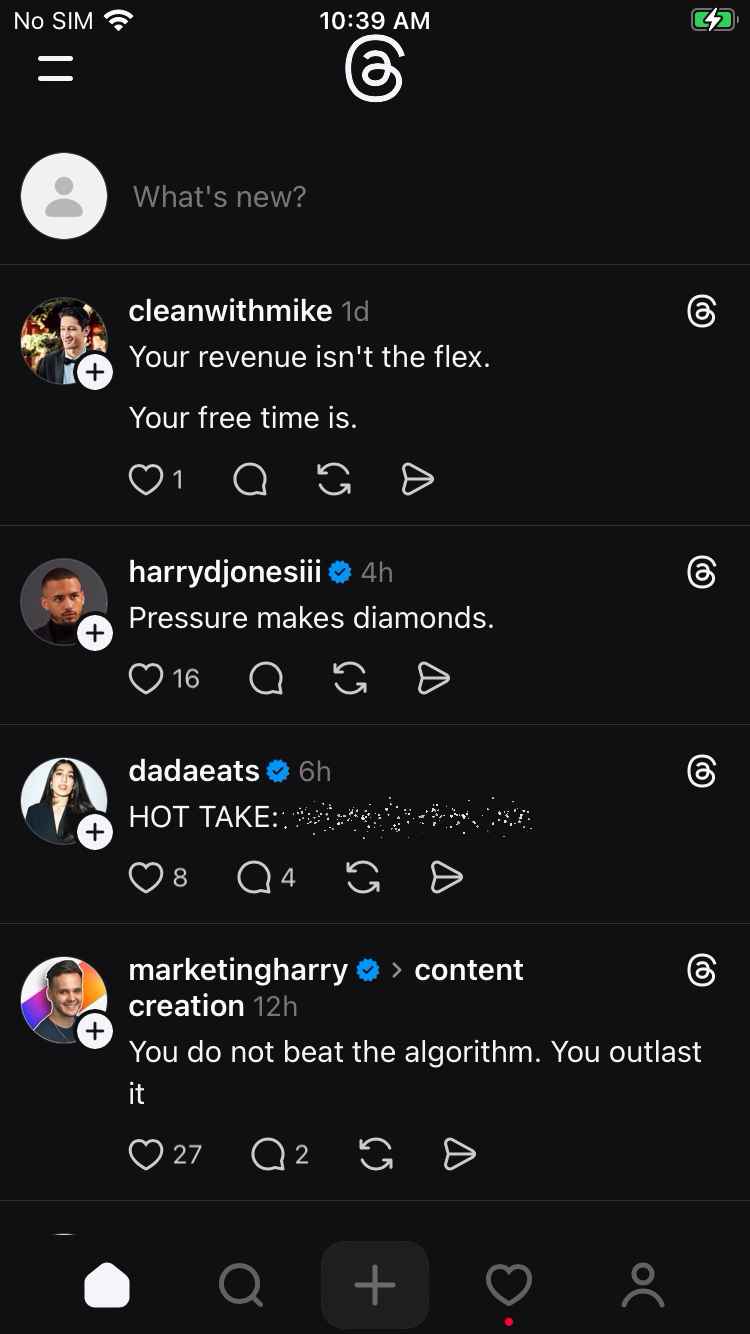 No SIM 10:39 AM
What's new?
cleanwithmike 1d
Your revenue isn't the flex.
Your free time is.
1
harrydjonesiii 4h
Pressure makes diamonds.
16
dadaeats 6h
HOT TAKE:
8 4
marketingharry > content
creation 12h
You do not beat the algorithm. You outlast
it
27 2